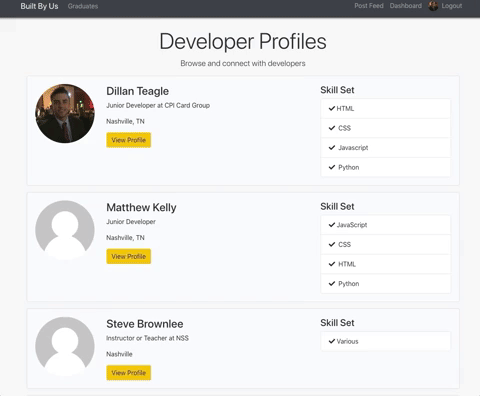 Built By Us Graduates Post Feed Dashboard Logout
Developer Profiles
Browse and connect with developers
Dillan Teagle
Junior Developer at CPI Card Group
Nashville, TN
View Profile
Skill Set
HTML
CSS
Javascript
Python
Matthew Kelly
Junior Developer
Nashville, TN
View Profile
Skill Set
JavaScript
CSS
HTML
Python
Steve Brownlee
Instructor or Teacher at NSS
Nashville
View Profile
Skill Set
Various